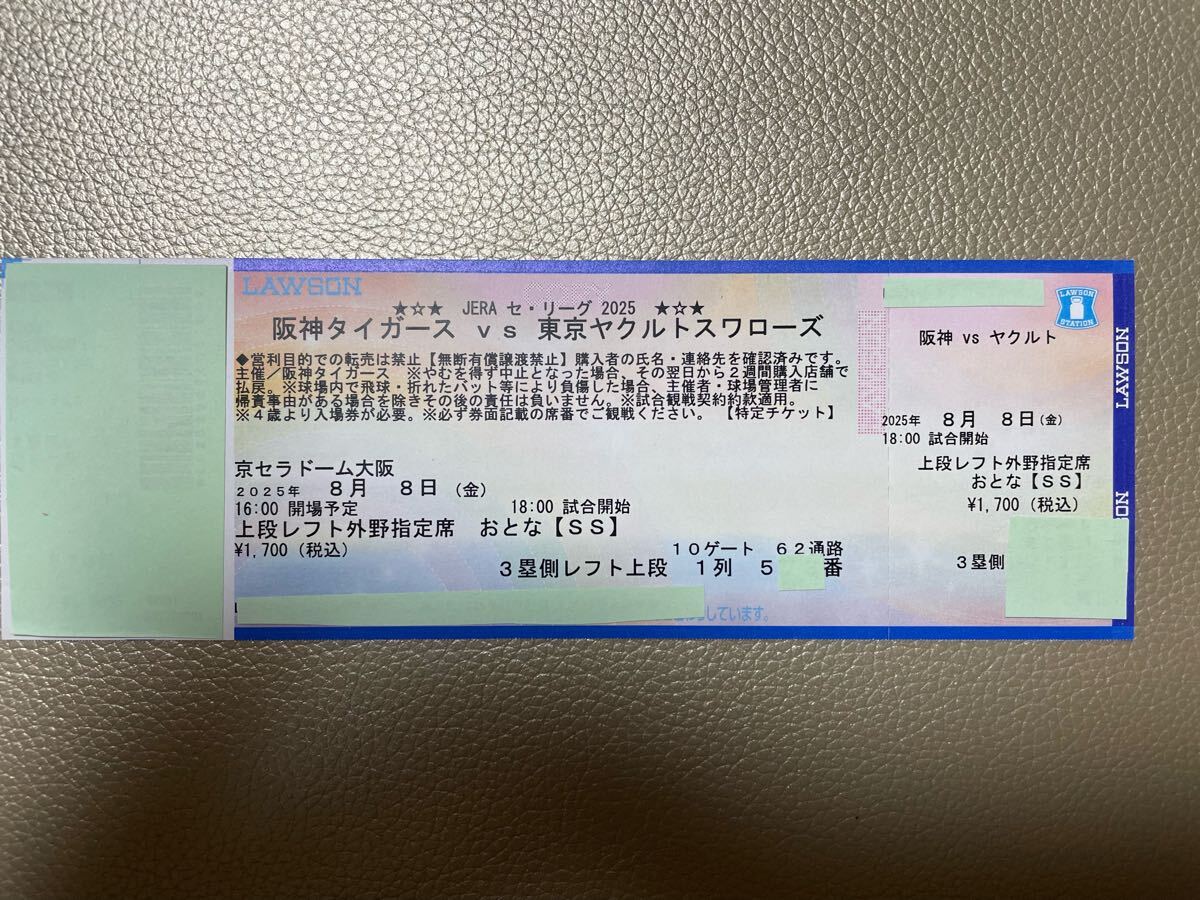 LAWSON
★☆★ JERA セ・リーグ 2025 ★☆★
阪神タイガース ｖｓ 東京ヤクルトスワローズ
◆営利目的での転売は禁止【無断有償譲渡禁止】購入者の氏名・連絡先を確認済みです。
主催／阪神タイガース ※やむを得ず中止となった場合、その翌日から２週間購入店舗で
払戻。※球場内で飛球・折れたバット等により負傷した場合、主催者・球場管理者に
帰責事由がある場合を除きその後の責任は負いません。※試合観戦契約約款適用。
※４歳より入場券が必要。※必ず券面記載の席番でご観戦ください。【特定チケット】
京セラドーム大阪
２０２５年 ８月 ８日（金）
16:00 開場予定 18:00 試合開始
上段レフト外野指定席 おとな【ＳＳ】
¥1,700（税込）
１０ゲート ６２通路
３塁側レフト上段 １列 ５ 番
しています。
LAWSON STATION
阪神 vs ヤクルト
2025年 ８月 ８日（金）
18:00 試合開始
上段レフト外野指定席
おとな【ＳＳ】
¥1,700（税込）
３塁側
LAWSON
ON